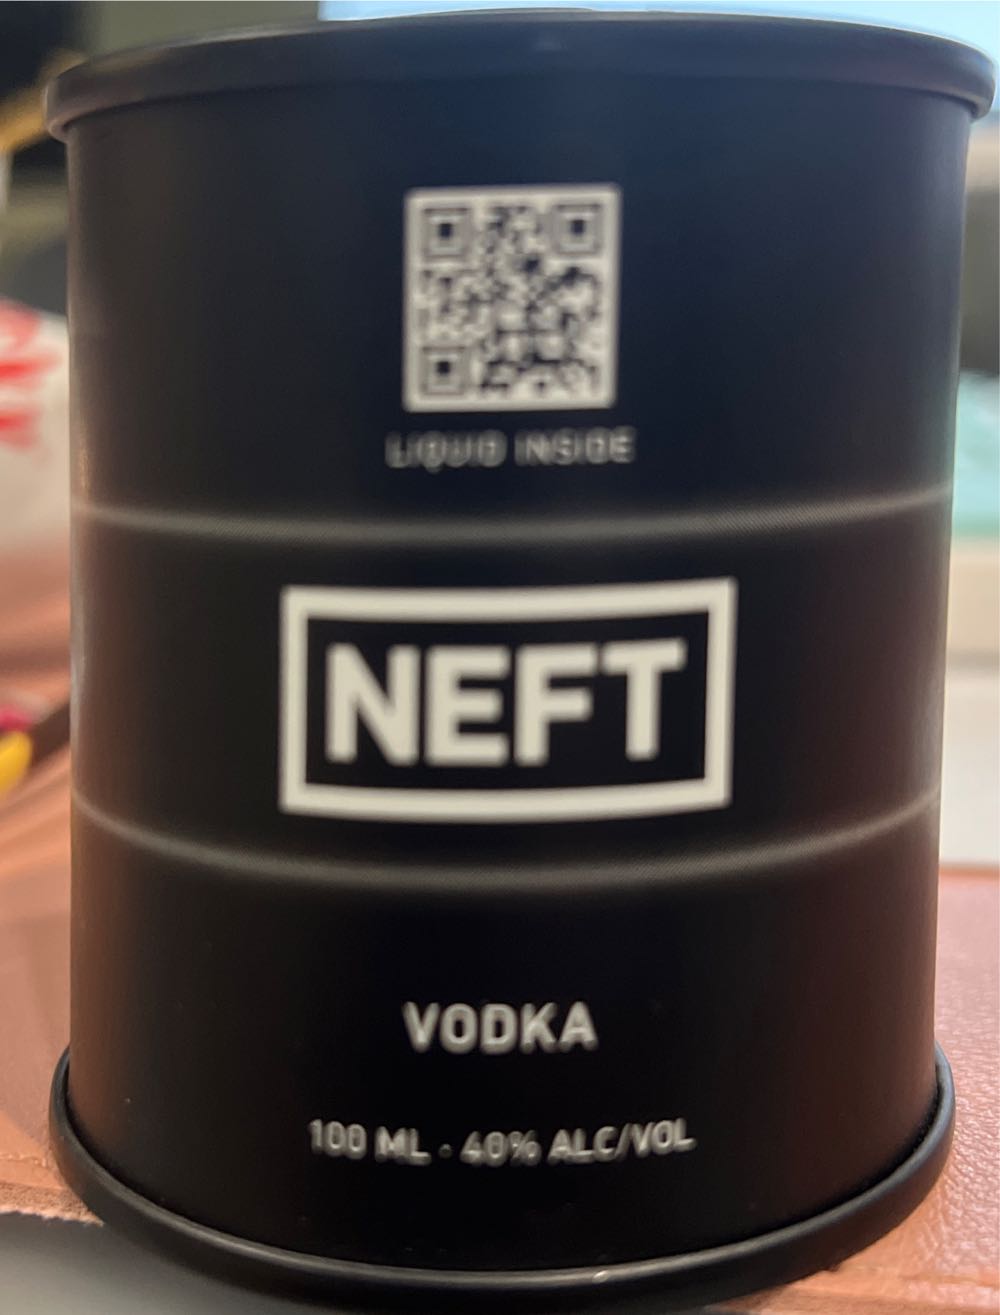 LIQUID INSIDE
NEFT
VODKA
100 ML · 40% ALC/VOL